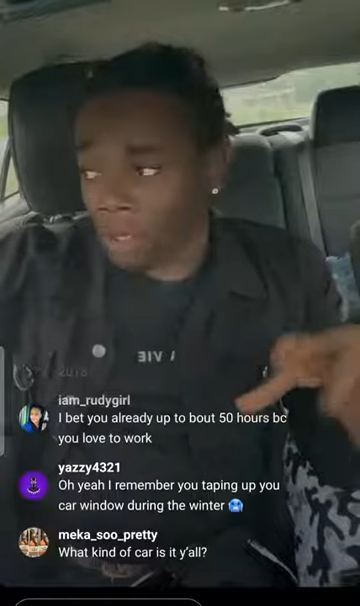 2018
iam_rudygirl
I bet you already up to bout 50 hours bc
you love to work
yazzy4321
Oh yeah I remember you taping up you
car window during the winter 🥶
meka_soo_pretty
What kind of car is it y'all?